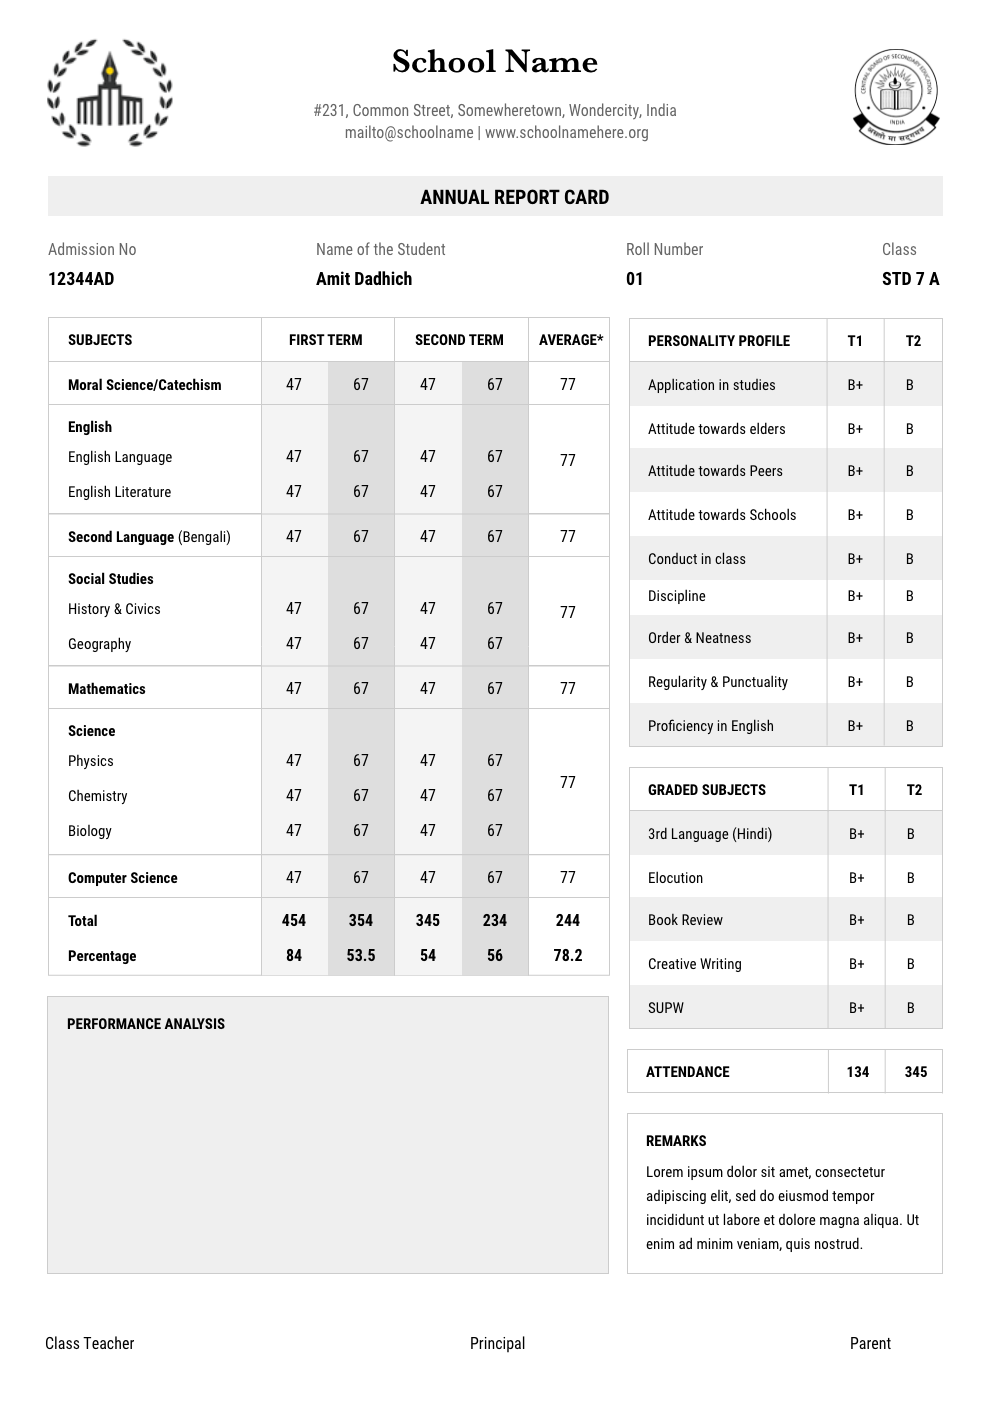 School Name
#231, Common Street, Somewheretown, Wondercity, India
mailto@schoolname | www.schoolnamehere.org
CENTRAL BOARD OF SECONDARY EDUCATION
INDIA
असतो मा सद्गमय
ANNUAL REPORT CARD
Admission No Name of the Student Roll Number Class
12344AD Amit Dadhich 01 STD 7 A
SUBJECTS FIRST TERM SECOND TERM AVERAGE*
Moral Science/Catechism 47 67 47 67 77
English
English Language 47 67 47 67 77
English Literature 47 67 47 67
Second Language (Bengali) 47 67 47 67 77
Social Studies
History & Civics 47 67 47 67 77
Geography 47 67 47 67
Mathematics 47 67 47 67 77
Science
Physics 47 67 47 67
77
Chemistry 47 67 47 67
Biology 47 67 47 67
Computer Science 47 67 47 67 77
Total 454 354 345 234 244
Percentage 84 53.5 54 56 78.2
PERFORMANCE ANALYSIS
PERSONALITY PROFILE T1 T2
Application in studies B+ B
Attitude towards elders B+ B
Attitude towards Peers B+ B
Attitude towards Schools B+ B
Conduct in class B+ B
Discipline B+ B
Order & Neatness B+ B
Regularity & Punctuality B+ B
Proficiency in English B+ B
GRADED SUBJECTS T1 T2
3rd Language (Hindi) B+ B
Elocution B+ B
Book Review B+ B
Creative Writing B+ B
SUPW B+ B
ATTENDANCE 134 345
REMARKS
Lorem ipsum dolor sit amet, consectetur
adipiscing elit, sed do eiusmod tempor
incididunt ut labore et dolore magna aliqua. Ut
enim ad minim veniam, quis nostrud.
Class Teacher Principal Parent